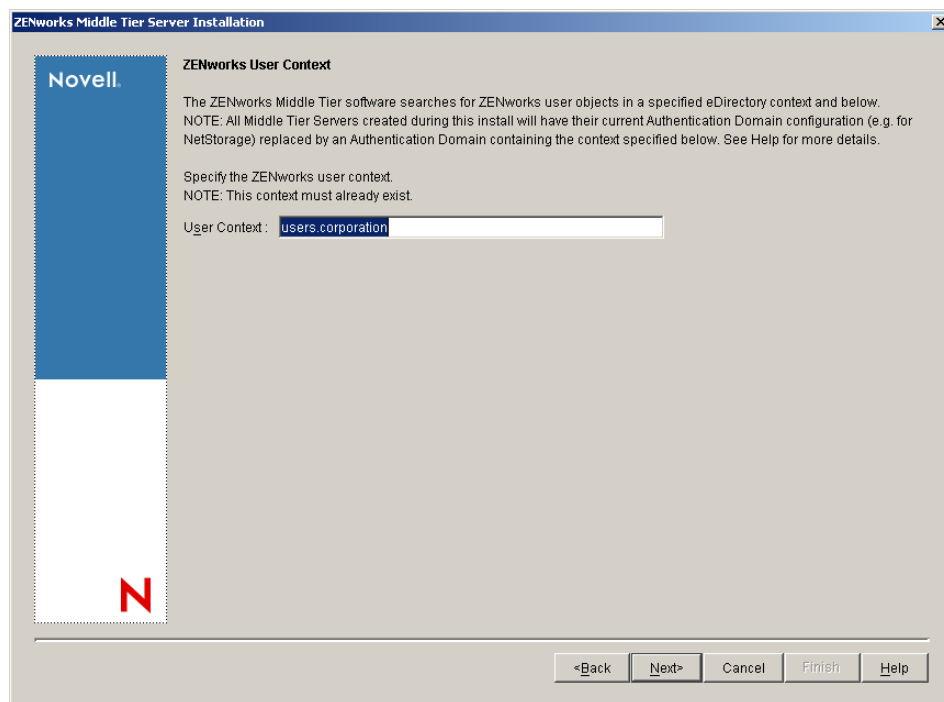 ZENworks Middle Tier Server Installation
Novell.
ZENworks User Context
The ZENworks Middle Tier software searches for ZENworks user objects in a specified eDirectory context and below.
NOTE: All Middle Tier Servers created during this install will have their current Authentication Domain configuration (e.g. for
NetStorage) replaced by an Authentication Domain containing the context specified below. See Help for more details.
Specify the ZENworks user context.
NOTE: This context must already exist.
User Context :
users.corporation
N
<Back
Next>
Cancel
Finish
Help